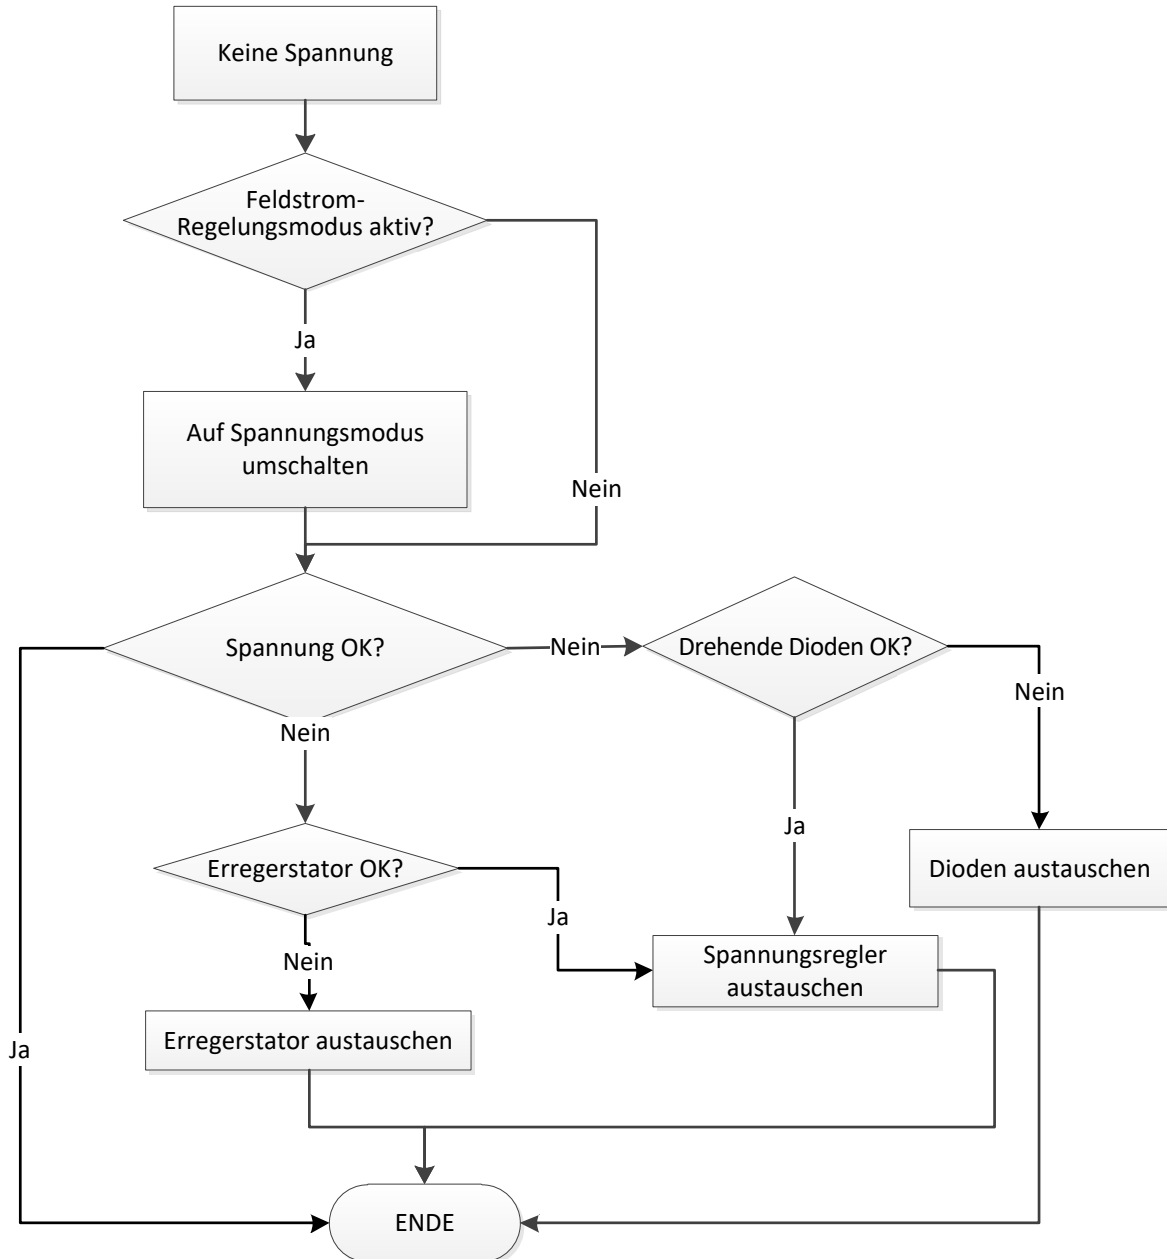 Keine Spannung
Feldstrom-
Regelungsmodus aktiv?
Ja
Auf Spannungsmodus
umschalten
Nein
Spannung OK?
Nein
Drehende Dioden OK?
Nein
Nein
Ja
Erregerstator OK?
Dioden austauschen
Ja
Nein
Spannungsregler
austauschen
Erregerstator austauschen
Ja
ENDE